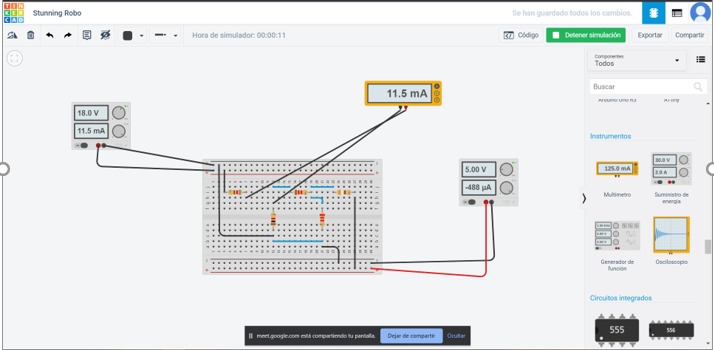 TIN
KER
CAD
Stunning Robo
Se han guardado todos los cambios.
Hora de simulador: 00:00:11
Código
Detener simulación
Exportar
Compartir
Componentes
Todos
Buscar
Arduino Uno R3
ATtiny
Instrumentos
125.0 mA
30.0 V
2.0 A
Multímetro
Suministro de
energía
Generador de
función
Osciloscopio
Circuitos integrados
555
556
18.0 V
11.5 mA
11.5 mA
5.00 V
-488 µA
meet.google.com está compartiendo tu pantalla.
Dejar de compartir
Ocultar